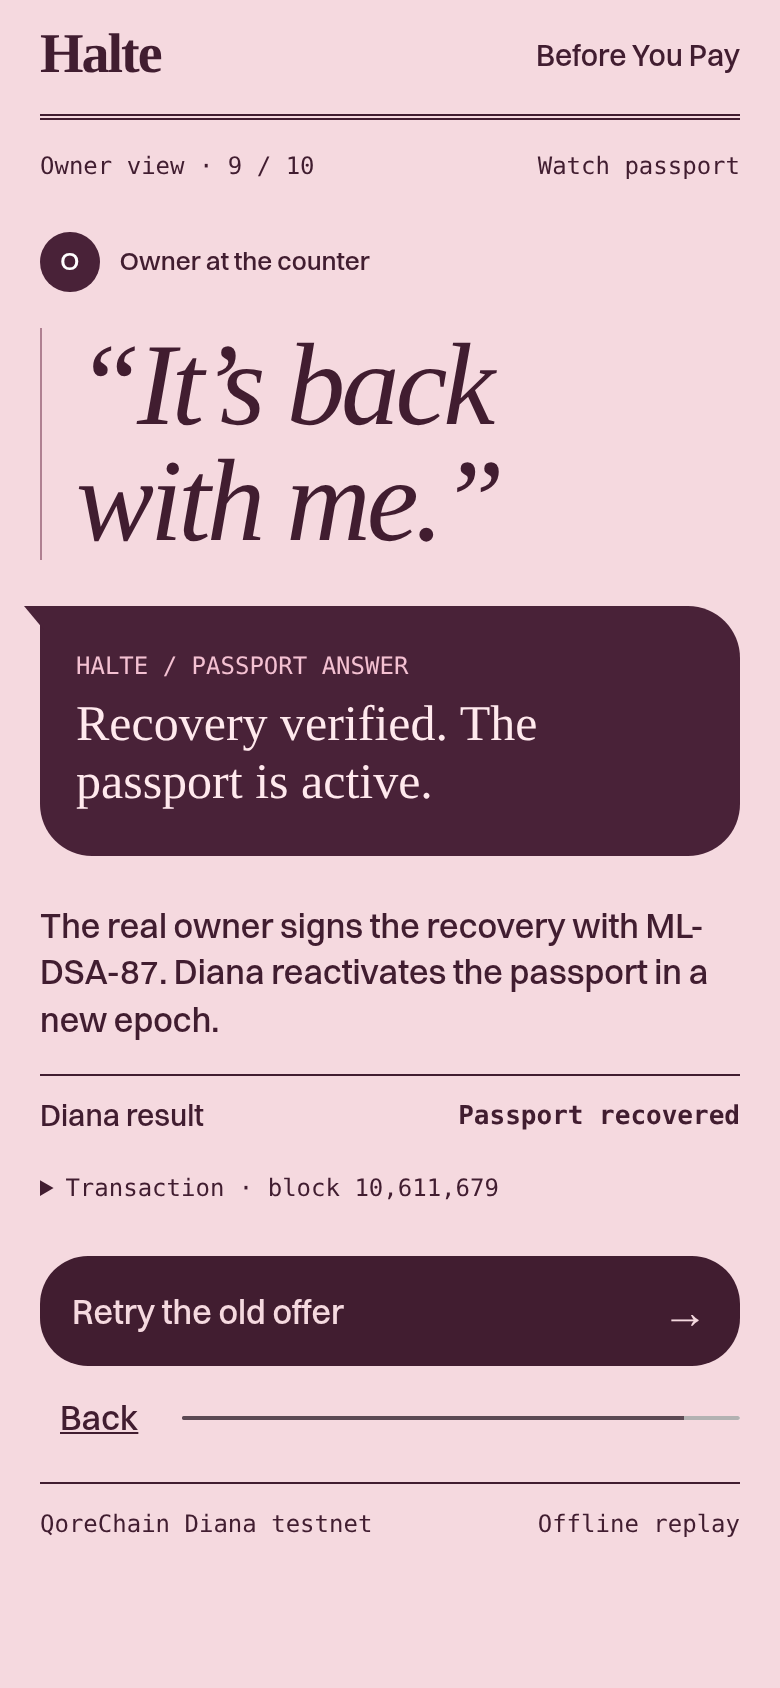 Halte
Before You Pay
Owner view · 9 / 10
Watch passport
O
Owner at the counter
“It’s back
with me.”
HALTE / PASSPORT ANSWER
Recovery verified. The
passport is active.
The real owner signs the recovery with ML-
DSA-87. Diana reactivates the passport in a
new epoch.
Diana result
Passport recovered
▶ Transaction · block 10,611,679
Retry the old offer →
Back
QoreChain Diana testnet
Offline replay